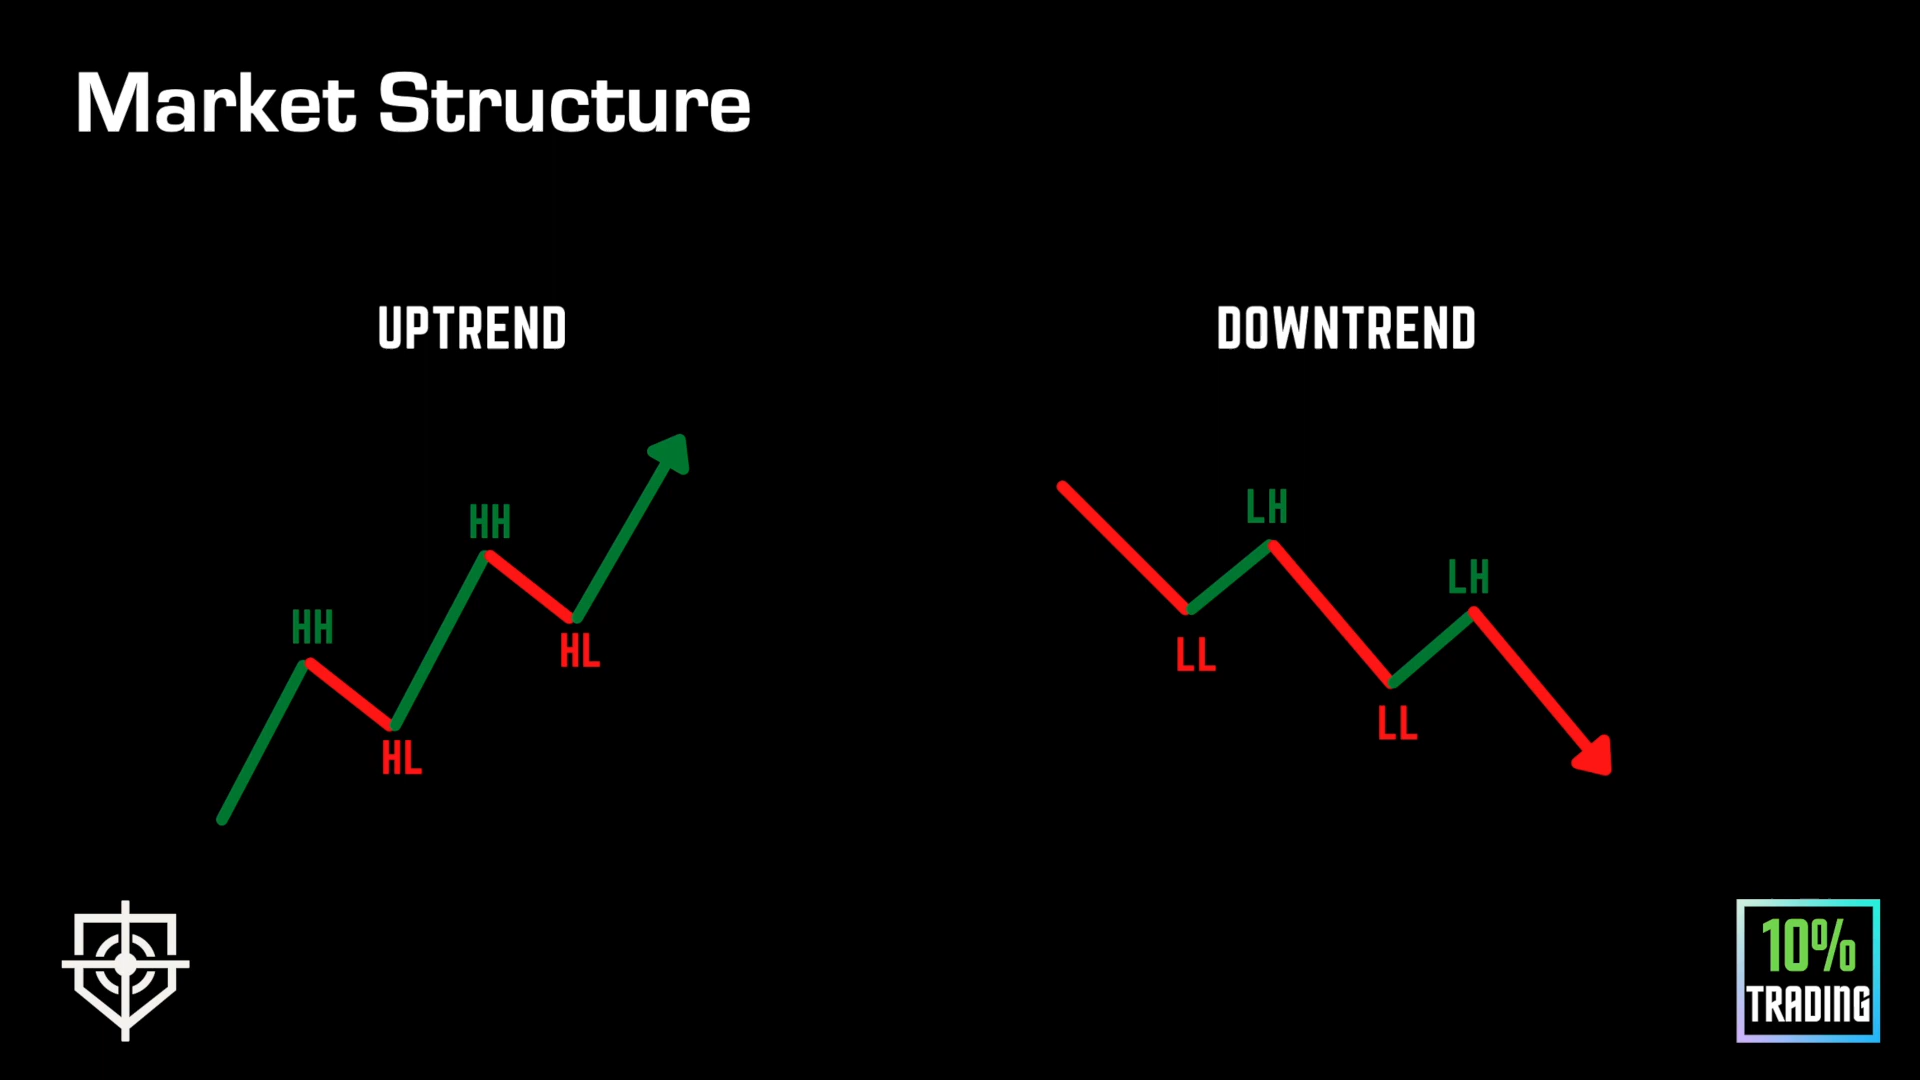 Market Structure
UPTREND
HH
HL
HH
HL
DOWNTREND
LL
LH
LL
LH
10%
TRADING